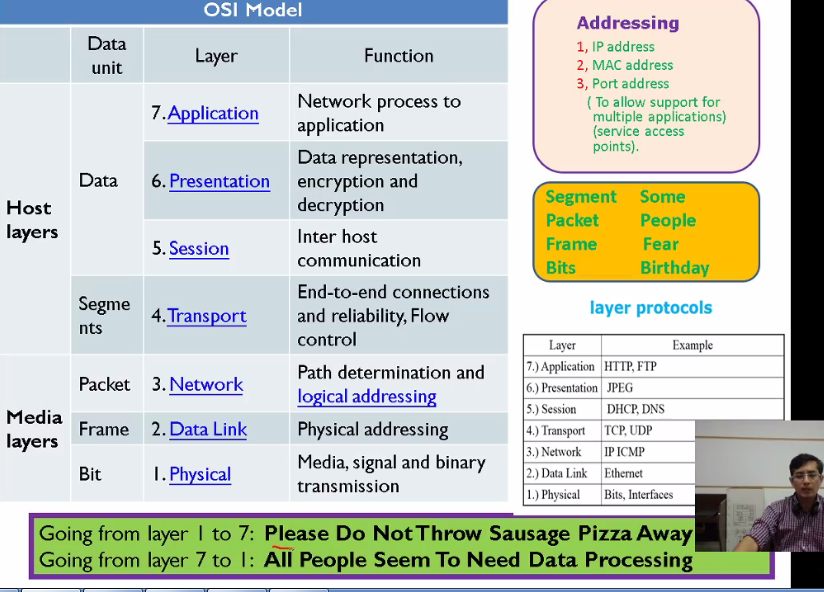 OSI Model
Data unit Layer Function
Host layers
Data
7. Application Network process to application
6. Presentation Data representation, encryption and decryption
5. Session Inter host communication
Segme nts 4. Transport End-to-end connections and reliability, Flow control
Media layers
Packet 3. Network Path determination and logical addressing
Frame 2. Data Link Physical addressing
Bit 1. Physical Media, signal and binary transmission
Going from layer 1 to 7: Please Do Not Throw Sausage Pizza Away
Going from layer 7 to 1: All People Seem To Need Data Processing
Addressing
1, IP address
2, MAC address
3, Port address
( To allow support for
multiple applications)
(service access
points).
Segment Some
Packet People
Frame Fear
Bits Birthday
layer protocols
Layer Example
7.) Application HTTP, FTP
6.) Presentation JPEG
5.) Session DHCP, DNS
4.) Transport TCP, UDP
3.) Network IP ICMP
2.) Data Link Ethernet
1.) Physical Bits, Interfaces